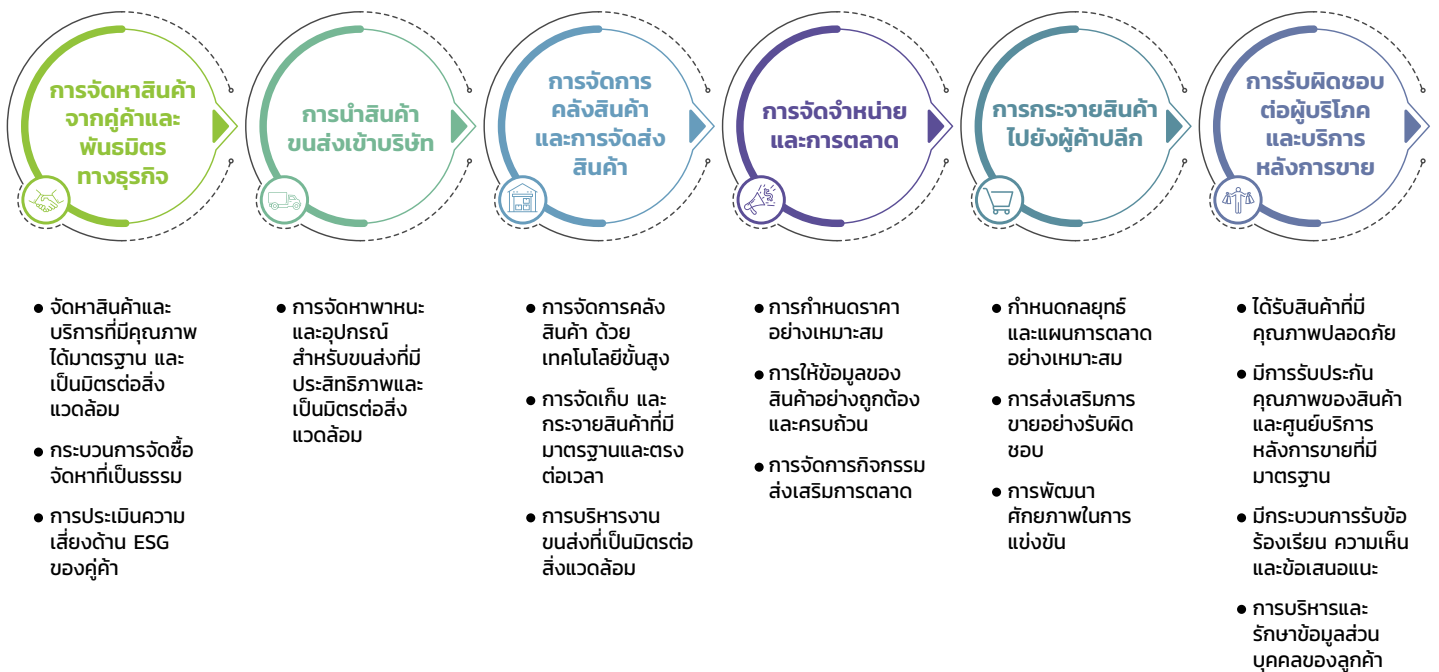 การจัดหาสินค้า
จากคู่ค้าและ
พันธมิตร
ทางธุรกิจ
การนำสินค้า
ขนส่งเข้าบริษัท
การจัดการ
คลังสินค้า
และการจัดส่ง
สินค้า
การจัดจำหน่าย
และการตลาด
การกระจายสินค้า
ไปยังผู้ค้าปลีก
การรับผิดชอบ
ต่อผู้บริโภค
และบริการ
หลังการขาย
● จัดหาสินค้าและ
บริการที่มีคุณภาพ
ได้มาตรฐาน และ
เป็นมิตรต่อสิ่ง
แวดล้อม
● กระบวนการจัดซื้อ
จัดหาที่เป็นธรรม
● การประเมินความ
เสี่ยงด้าน ESG
ของคู่ค้า
● การจัดหาพาหนะ
และอุปกรณ์
สำหรับขนส่งที่มี
ประสิทธิภาพและ
เป็นมิตรต่อสิ่ง
แวดล้อม
● การจัดการคลัง
สินค้า ด้วย
เทคโนโลยีขั้นสูง
● การจัดเก็บ และ
กระจายสินค้าที่มี
มาตรฐานและตรง
ต่อเวลา
● การบริหารงาน
ขนส่งที่เป็นมิตรต่อ
สิ่งแวดล้อม
● การกำหนดราคา
อย่างเหมาะสม
● การให้ข้อมูลของ
สินค้าอย่างถูกต้อง
และครบถ้วน
● การจัดการกิจกรรม
ส่งเสริมการตลาด
● กำหนดกลยุทธ์
และแผนการตลาด
อย่างเหมาะสม
● การส่งเสริมการ
ขายอย่างรับผิด
ชอบ
● การพัฒนา
ศักยภาพในการ
แข่งขัน
● ได้รับสินค้าที่มี
คุณภาพปลอดภัย
● มีการรับประกัน
คุณภาพของสินค้า
และศูนย์บริการ
หลังการขายที่มี
มาตรฐาน
● มีกระบวนการรับข้อ
ร้องเรียน ความเห็น
และข้อเสนอแนะ
● การบริหารและ
รักษาข้อมูลส่วน
บุคคลของลูกค้า